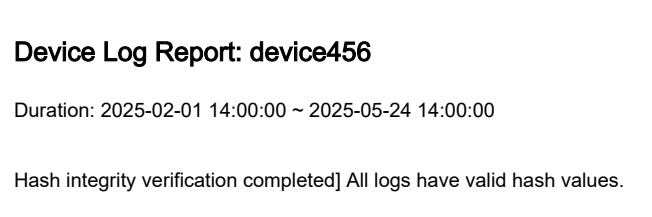 Device Log Report: device456
Duration: 2025-02-01 14:00:00 ~ 2025-05-24 14:00:00
Hash integrity verification completed] All logs have valid hash values.